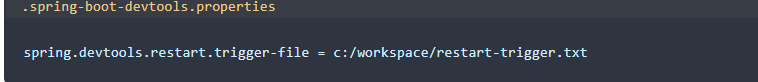 .spring-boot-devtools.properties
spring.devtools.restart.trigger-file = c:/workspace/restart-trigger.txt